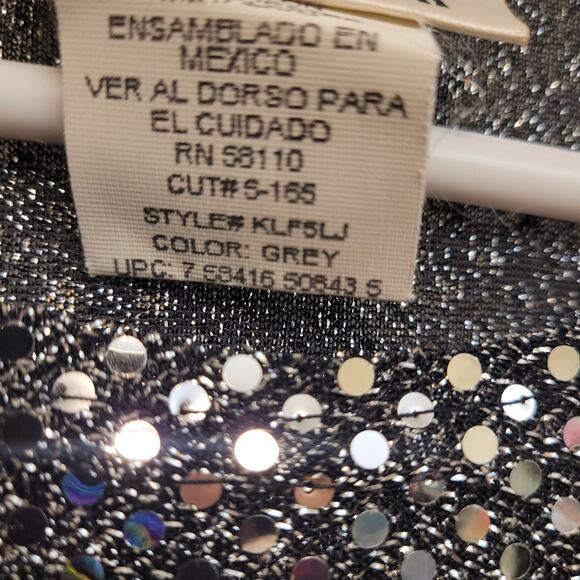 ENSAMBLADO EN
MEXICO
VER AL DORSO PARA
EL CUIDADO
RN 58110
CUT# 5-165
STYLE# KLF5LJ
COLOR: GREY
UPC: 7 58416 50843 5